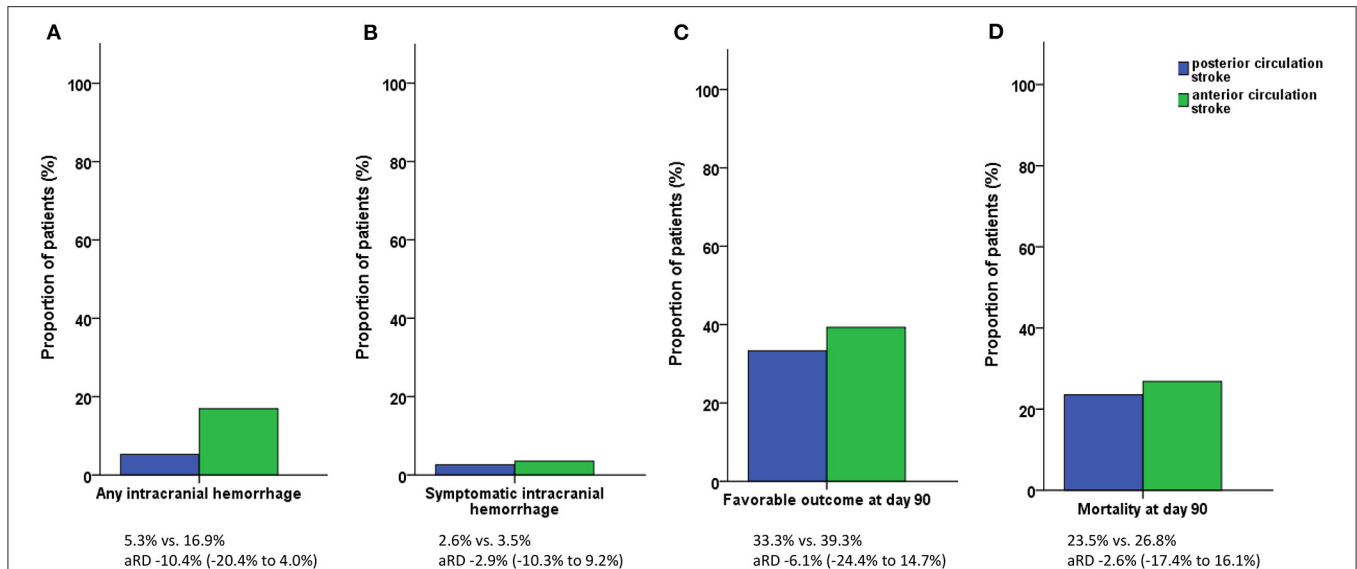 A
Proportion of patients (%)
100
80
60
40
20
0
Any intracranial hemorrhage
5.3% vs. 16.9%
aRD -10.4% (-20.4% to 4.0%)
B
Proportion of patients (%)
100
80
60
40
20
0
Symptomatic intracranial
hemorrhage
2.6% vs. 3.5%
aRD -2.9% (-10.3% to 9.2%)
C
Proportion of patients (%)
100
80
60
40
20
0
Favorable outcome at day 90
33.3% vs. 39.3%
aRD -6.1% (-24.4% to 14.7%)
D
Proportion of patients (%)
100
80
60
40
20
0
Mortality at day 90
23.5% vs. 26.8%
aRD -2.6% (-17.4% to 16.1%)
posterior circulation
stroke
anterior circulation
stroke